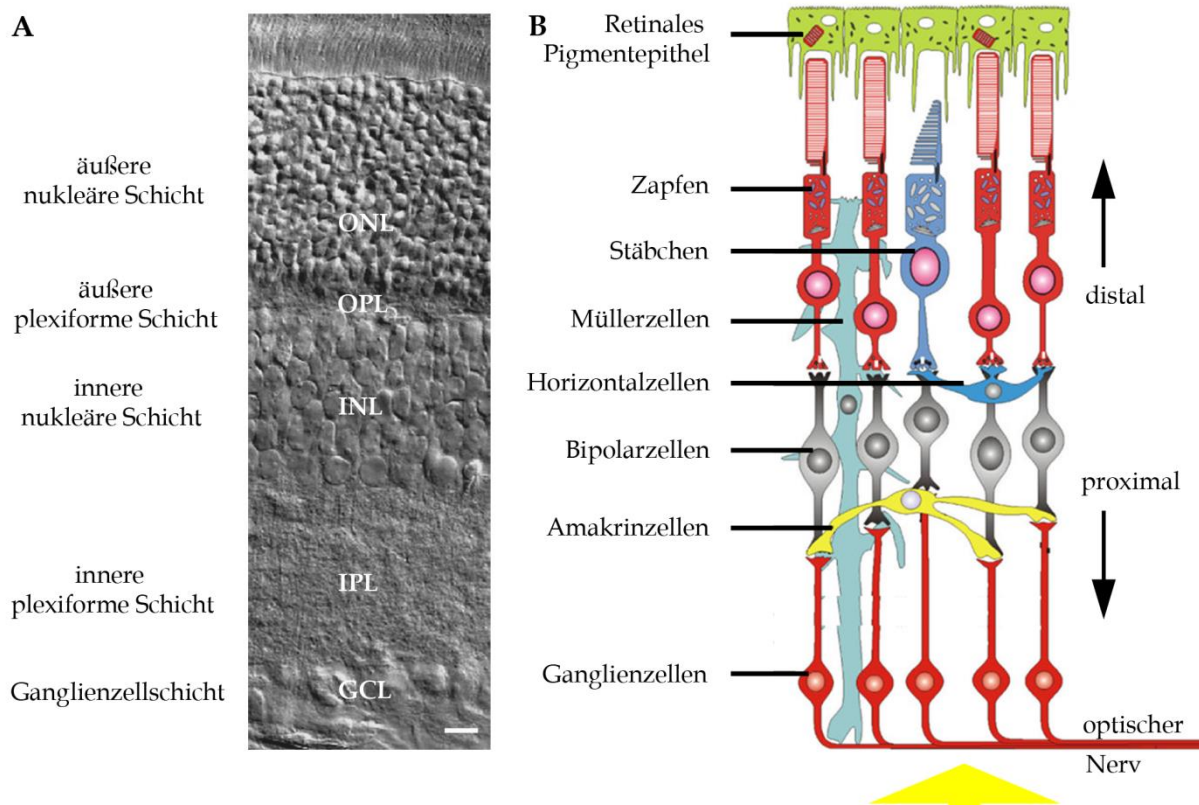 A
äußere
nukleäre Schicht
äußere
plexiforme Schicht
innere
nukleäre Schicht
innere
plexiforme Schicht
Ganglienzellschicht
ONL
OPL
INL
IPL
GCL
B
Retinales
Pigmentepithel
Zapfen
Stäbchen
Müllerzellen
Horizontalzellen
Bipolarzellen
Amakrinzellen
Ganglienzellen
distal
proximal
optischer
Nerv